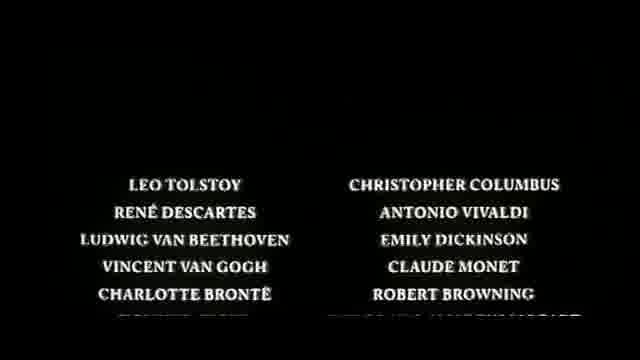 LEO TOLSTOY CHRISTOPHER COLUMBUS
RENÉ DESCARTES ANTONIO VIVALDI
LUDWIG VAN BEETHOVEN EMILY DICKINSON
VINCENT VAN GOGH CLAUDE MONET
CHARLOTTE BRONTË ROBERT BROWNING